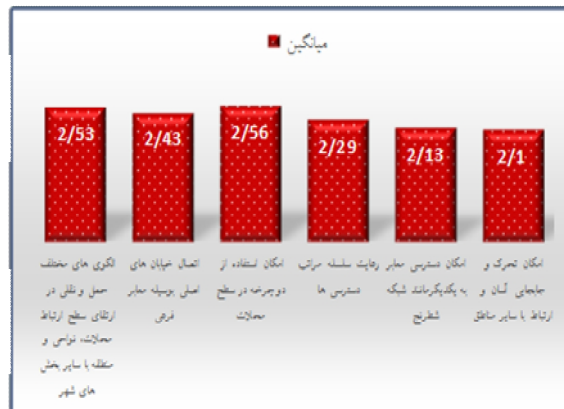 میانگین
2/53
2/43
2/56
2/29
2/13
2/1
امکان تحرک و
جابجایی آسان و
ارتباط با سایر مناطق
امکان دسترسی معابر
به یکدیگرمانند شبکه
شطرنج
رعایت سلسله مراتب
دسترسی ها
امکان استفاده از
دوچرخه در سطح
محلات
اتصال خیابان های
اصلی بوسیله معابر
فرعی
الگوی های مختلف
حمل و نقلی در
ارتقای سطح ارتباط
محلات، نواحی و
منطقه با سایر بخش
های شهر